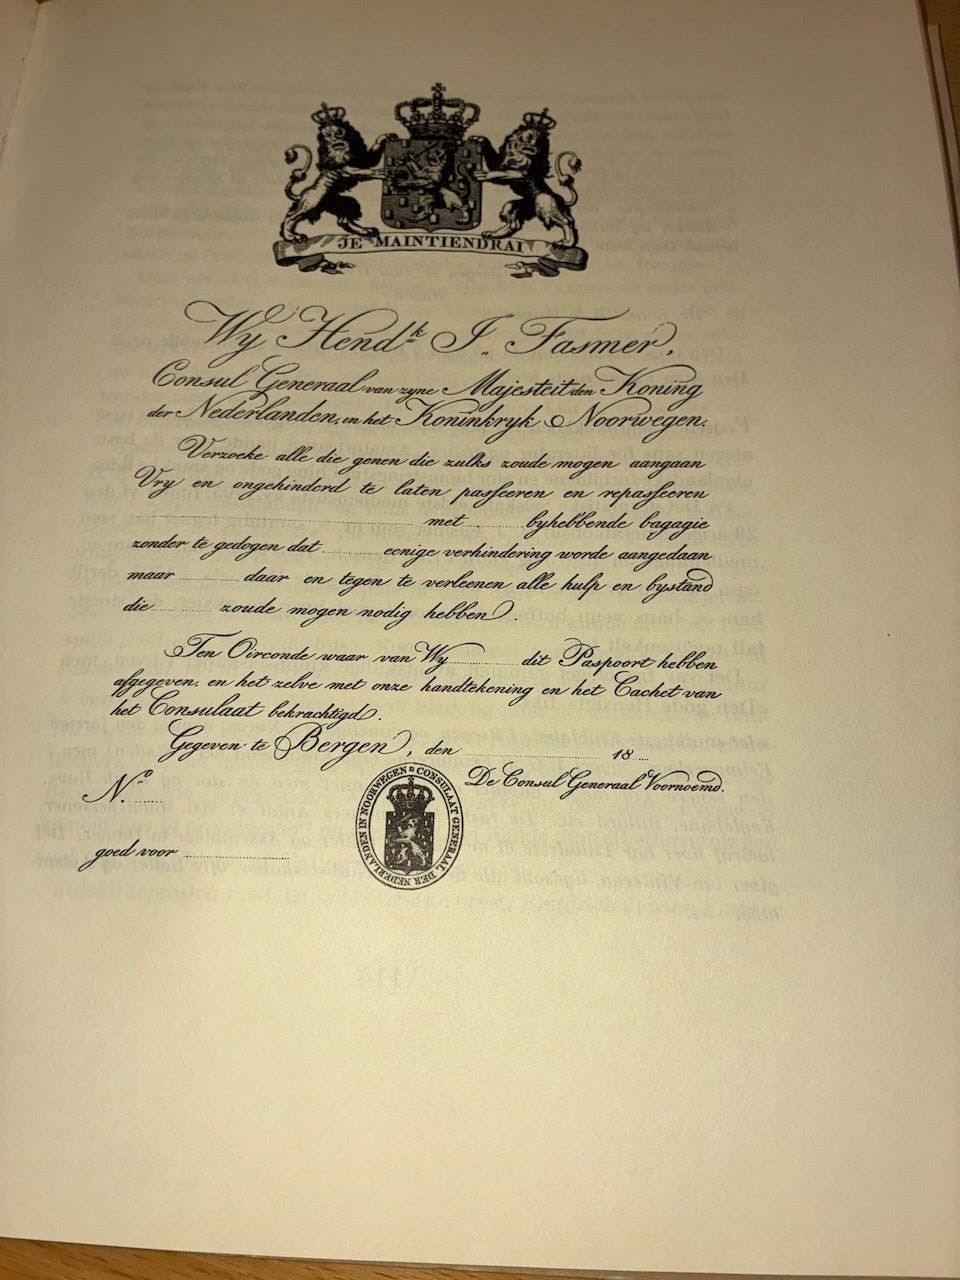 JE MAINTIENDRAI
Wy Hendk. J. Fasmer,
Consul Generaal van zyne Majesteit den Koning
der Nederlanden, in het Koninkryk Noorwegen.
Verzoeke alle die genen die zulks zoude mogen aangaan
Vry en ongehinderd te laten passeeren en repasseeren
met byhebbende bagagie
zonder te gedogen dat eenige verhindering worde aangedaan
maar daar en tegen te verleenen alle hulp en bystand
die zoude mogen nodig hebben.
Ten Oirconde waar van Wy dit Paspoort hebben
afgegeven, en het zelve met onze handtekening en het Cachet van
het Consulaat bekrachtigd.
Gegeven te Bergen, den 18
De Consul Generaal Voornoemd.
No.
CONSULAAT GENERAAL DER NEDERLANDEN IN NOORWEGEN
goed voor